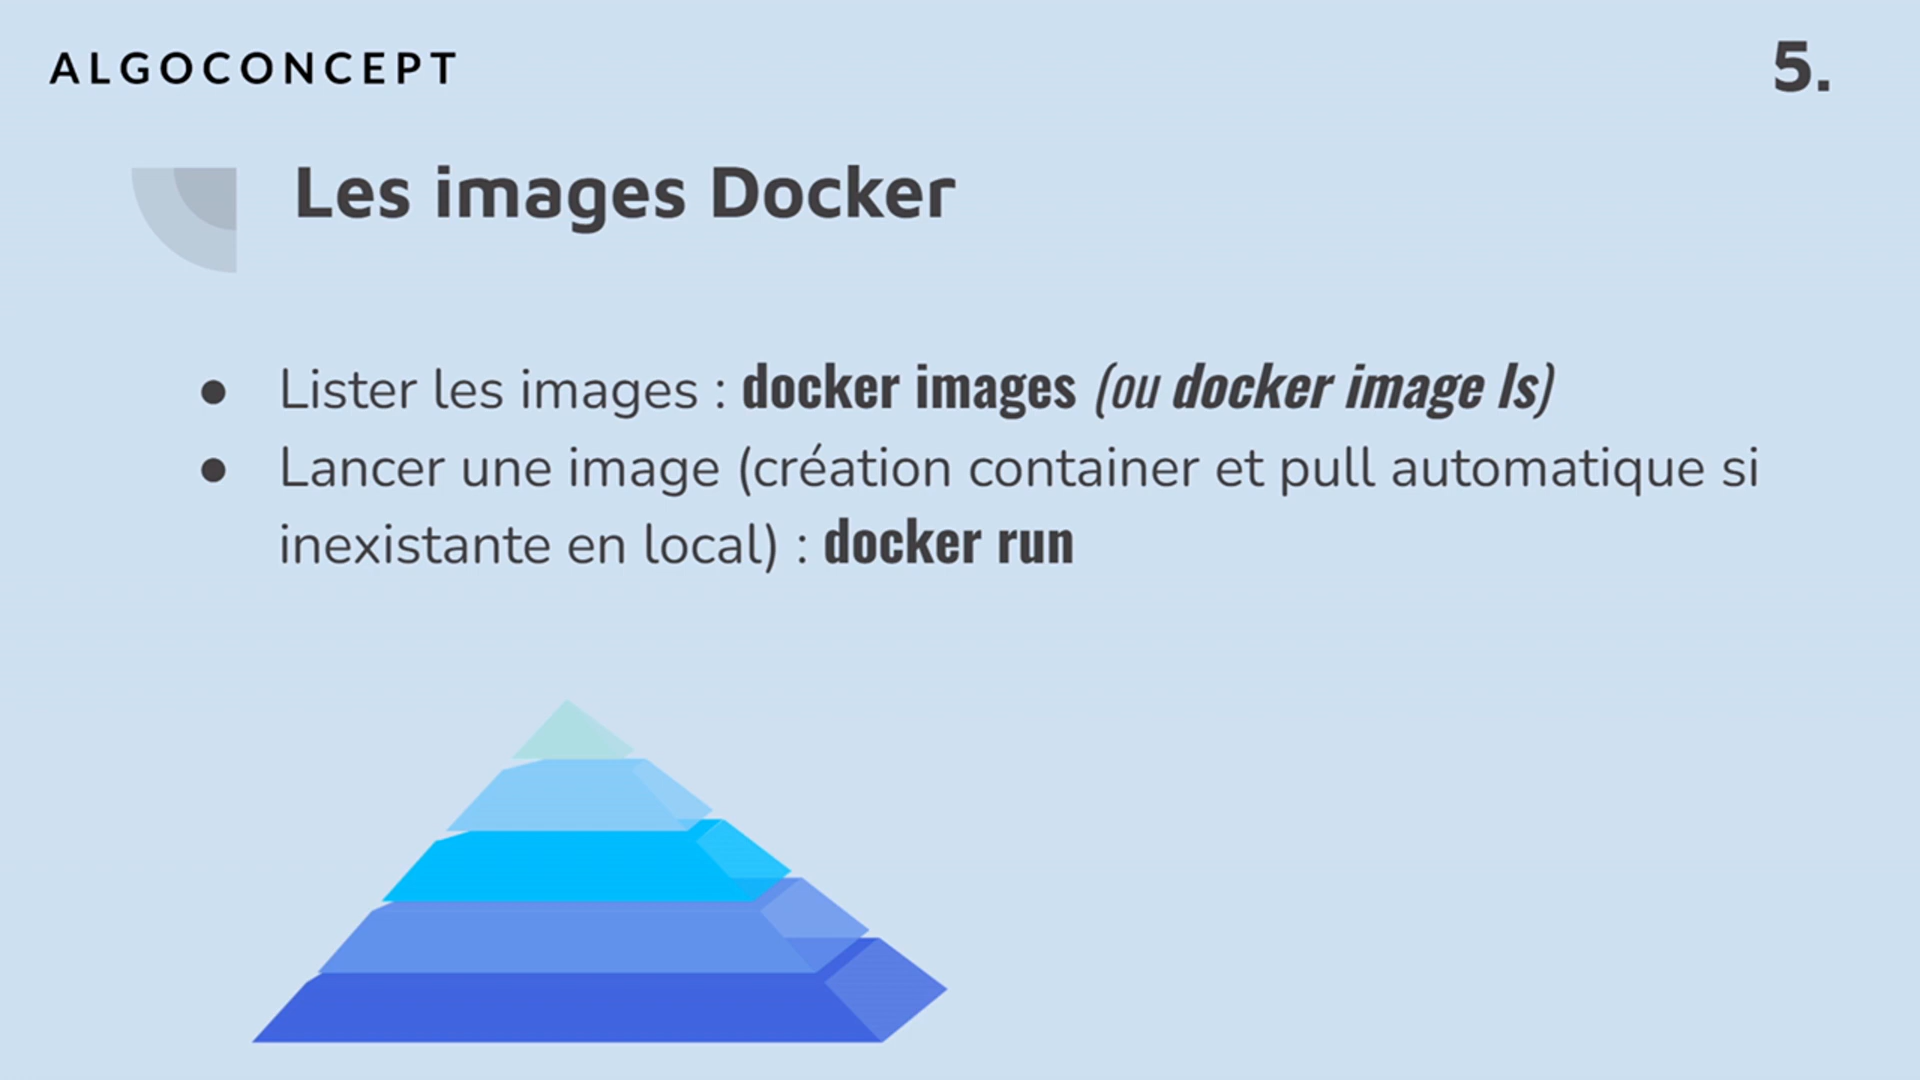 ALGOCONCEPT
5.
Les images Docker
● Lister les images : docker images (ou docker image ls)
● Lancer une image (création container et pull automatique si
inexistante en local) : docker run